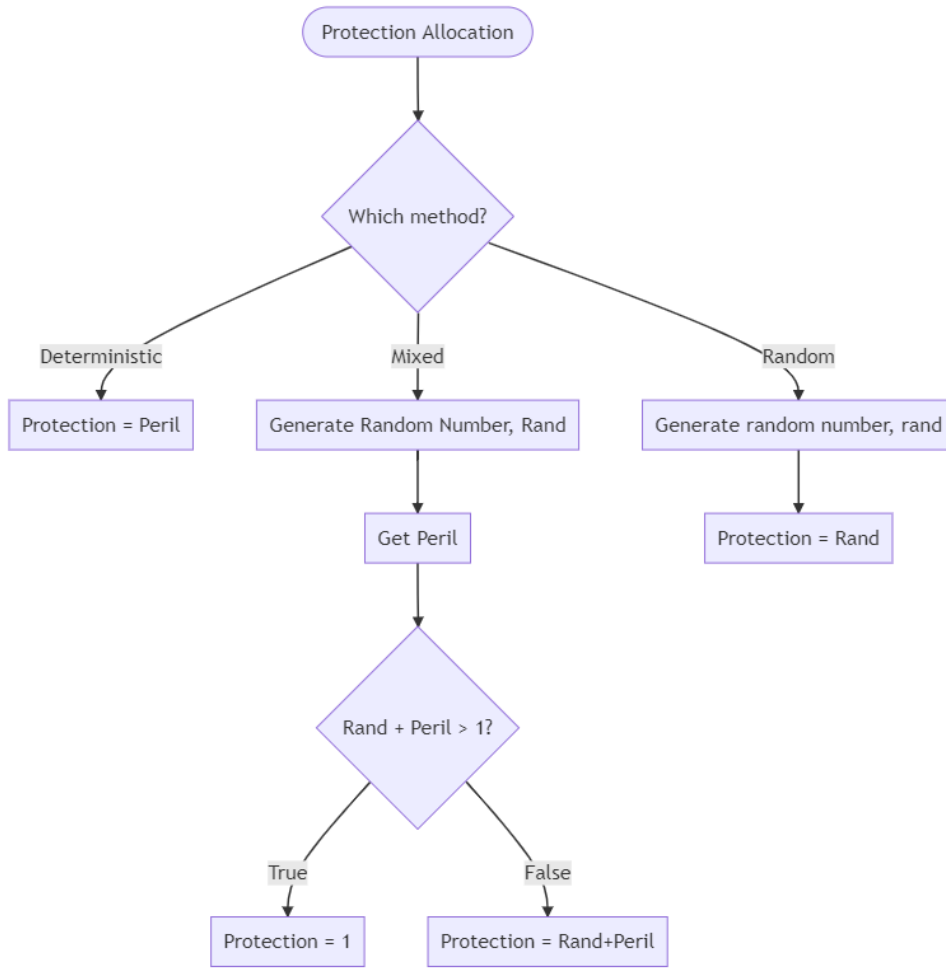 Protection Allocation
Which method?
Deterministic
Mixed
Random
Protection = Peril
Generate Random Number, Rand
Generate random number, rand
Get Peril
Protection = Rand
Rand + Peril > 1?
True
False
Protection = 1
Protection = Rand+Peril